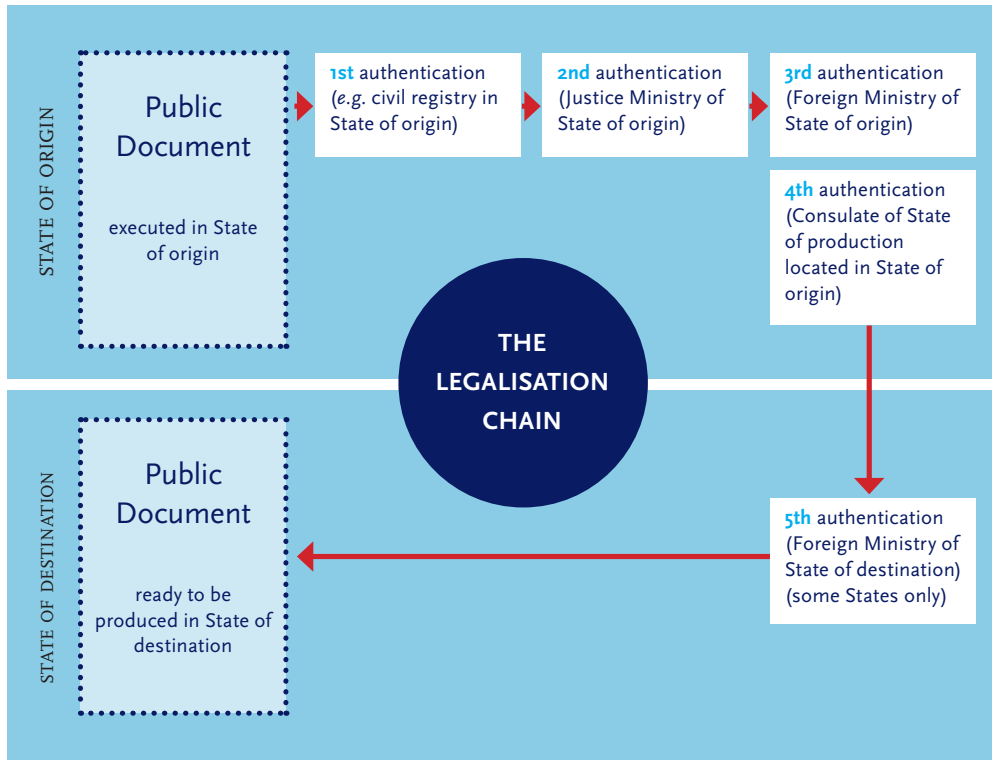 STATE OF ORIGIN
Public
Document
executed in State
of origin
1st authentication
(e.g. civil registry in
State of origin)
2nd authentication
(Justice Ministry of
State of origin)
3rd authentication
(Foreign Ministry of
State of origin)
4th authentication
(Consulate of State
of production
located in State of
origin)
THE
LEGALISATION
CHAIN
STATE OF DESTINATION
Public
Document
ready to be
produced in State of
destination
5th authentication
(Foreign Ministry of
State of destination)
(some States only)